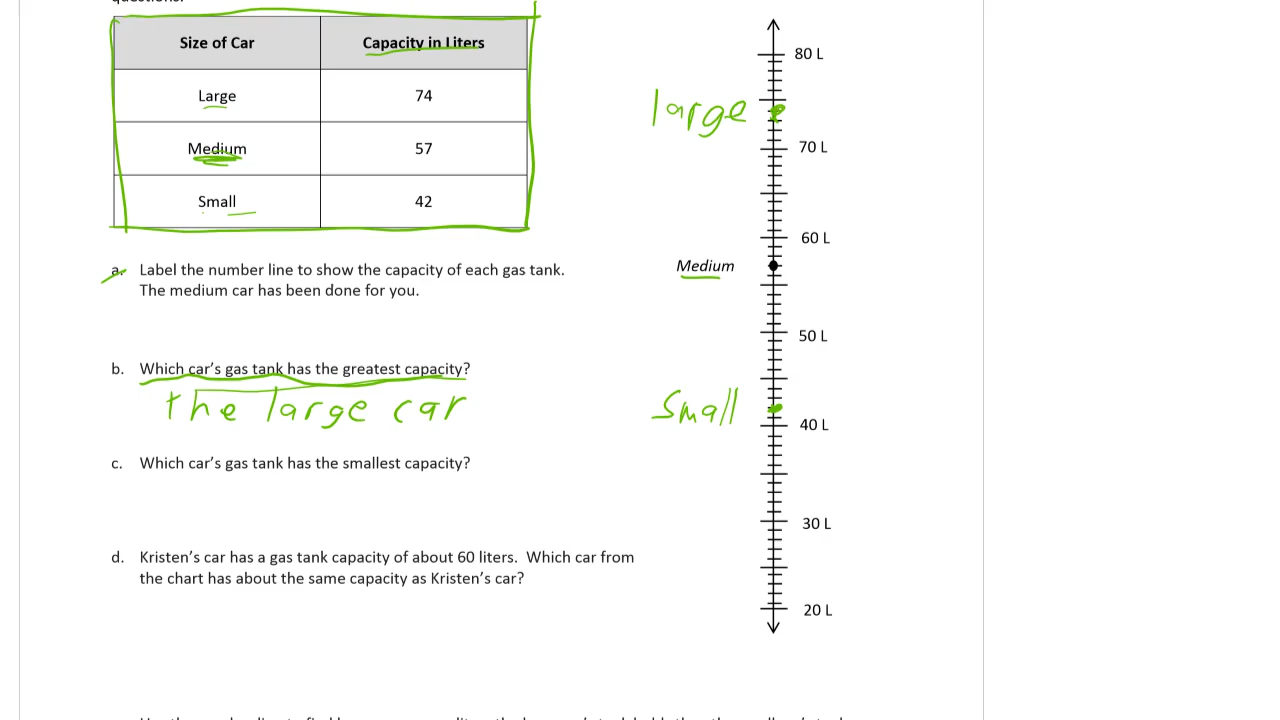 Size of Car Capacity in Liters
Large 74
Medium 57
Small 42
80 L
large
70 L
60 L
Medium
50 L
small
40 L
30 L
20 L
a. Label the number line to show the capacity of each gas tank.
The medium car has been done for you.
b. Which car's gas tank has the greatest capacity?
the large car
c. Which car's gas tank has the smallest capacity?
d. Kristen's car has a gas tank capacity of about 60 liters. Which car from
the chart has about the same capacity as Kristen's car?